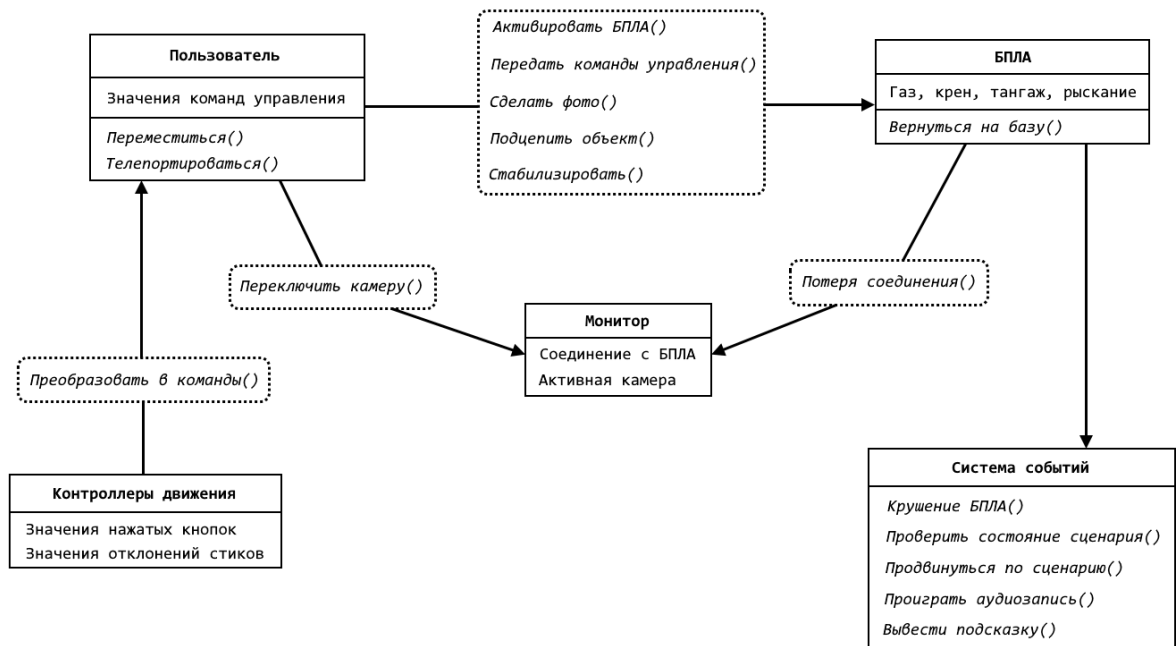 Пользователь
Значения команд управления
Переместиться()
Телепортироваться()
Активировать БПЛА()
Передать команды управления()
Сделать фото()
Подцепить объект()
Стабилизировать()
БПЛА
Газ, крен, тангаж, рыскание
Вернуться на базу()
Переключить камеру()
Потеря соединения()
Монитор
Соединение с БПЛА
Активная камера
Преобразовать в команды()
Контроллеры движения
Значения нажатых кнопок
Значения отклонений стиков
Система событий
Крушение БПЛА()
Проверить состояние сценария()
Продвинуться по сценарию()
Проиграть аудиозапись()
Вывести подсказку()